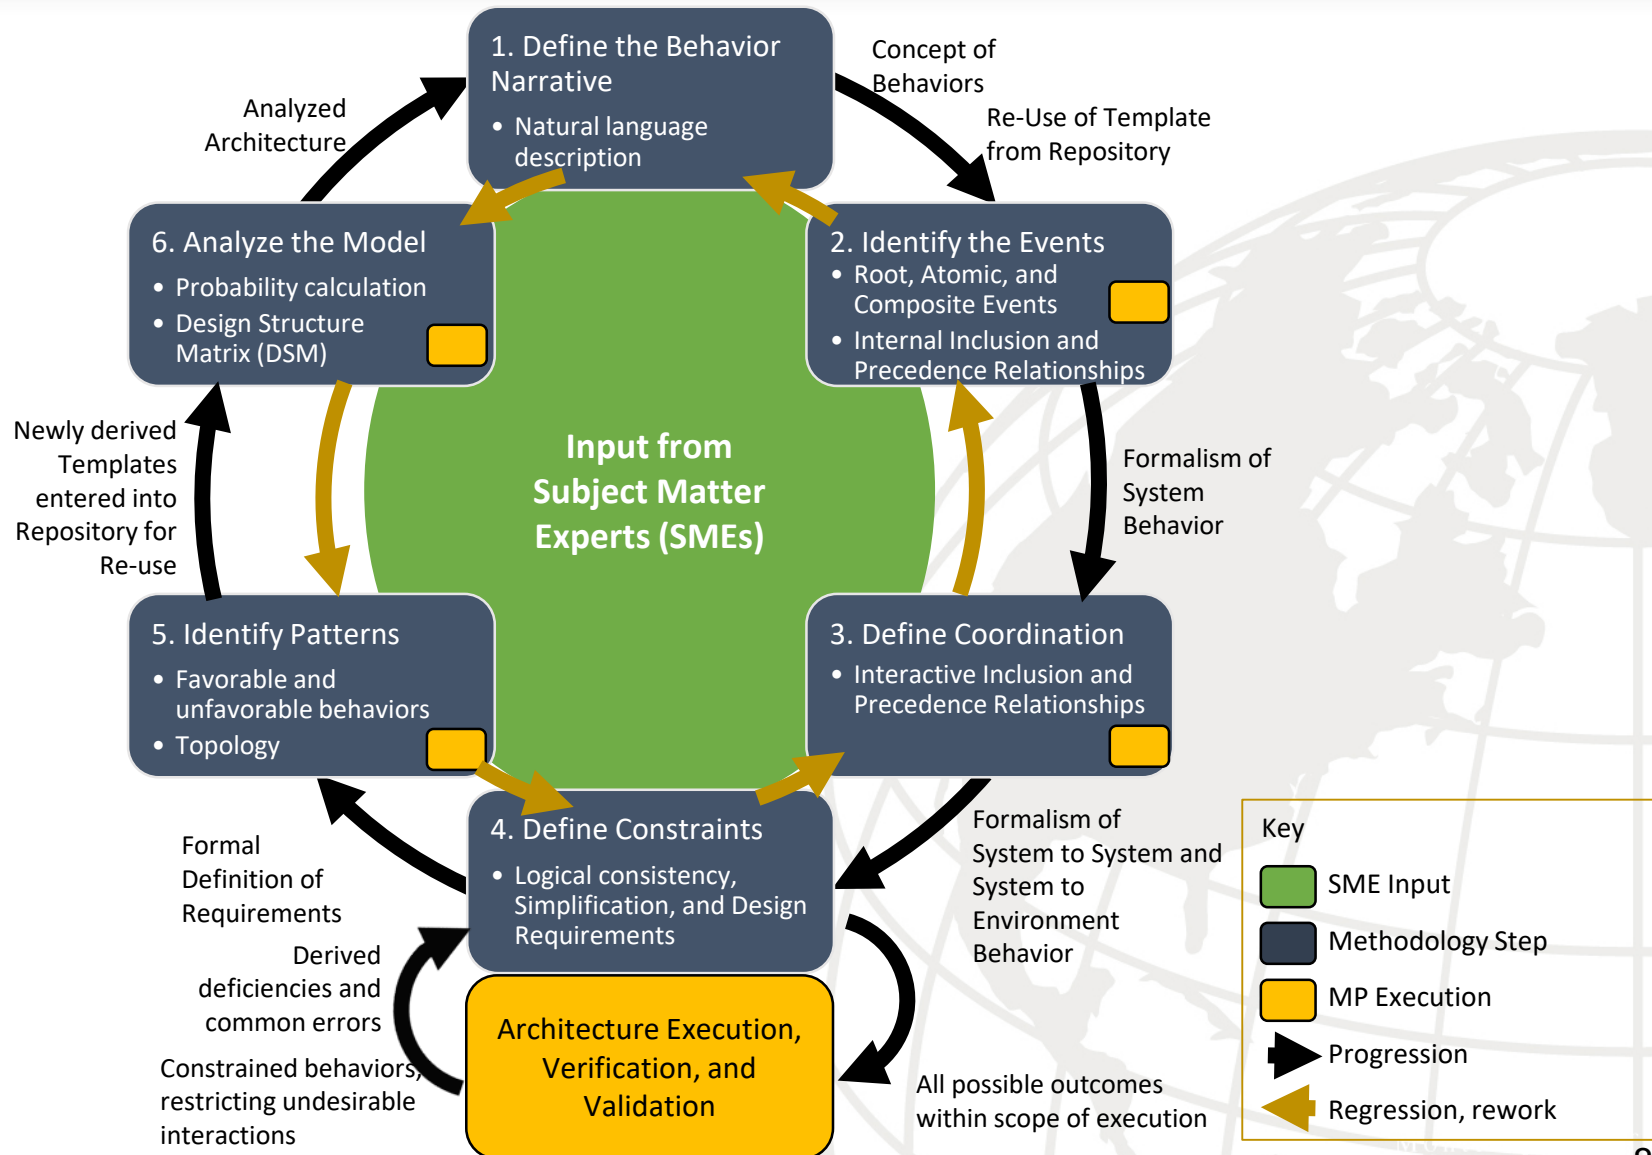 1. Define the Behavior
Narrative
• Natural language
description
Concept of
Behaviors
Re-Use of Template
from Repository
Analyzed
Architecture
6. Analyze the Model
• Probability calculation
• Design Structure
Matrix (DSM)
2. Identify the Events
• Root, Atomic, and
Composite Events
• Internal Inclusion and
Precedence Relationships
Input from
Subject Matter
Experts (SMEs)
Newly derived
Templates
entered into
Repository for
Re-use
Formalism of
System
Behavior
5. Identify Patterns
• Favorable and
unfavorable behaviors
• Topology
3. Define Coordination
• Interactive Inclusion and
Precedence Relationships
4. Define Constraints
• Logical consistency,
Simplification, and Design
Requirements
Formal
Definition of
Requirements
Formalism of
System to System and
System to
Environment
Behavior
Derived
deficiencies and
common errors
Constrained behaviors,
restricting undesirable
interactions
Architecture Execution,
Verification, and
Validation
All possible outcomes
within scope of execution
Key
SME Input
Methodology Step
MP Execution
Progression
Regression, rework